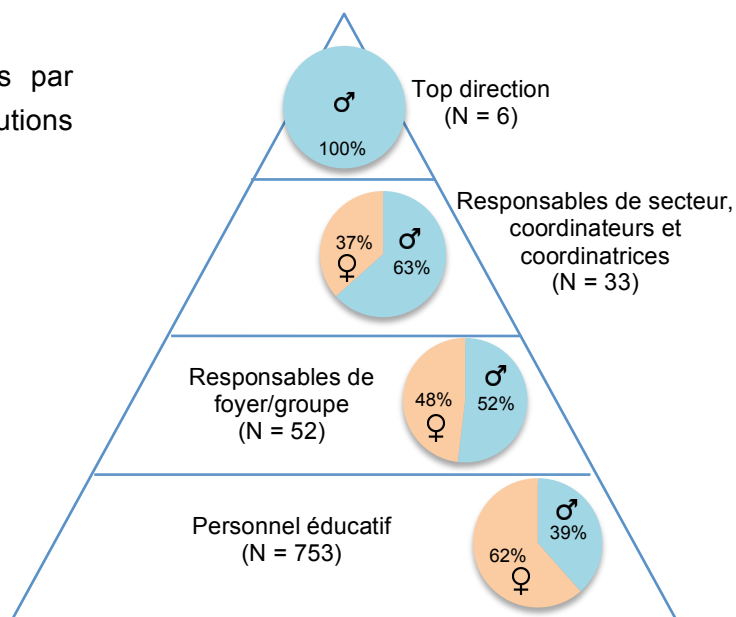 s par
utions
♂
100%
Top direction
(N = 6)
37%
♀
♂
63%
Responsables de secteur,
coordinateurs et
coordinatrices
(N = 33)
Responsables de
foyer/groupe
(N = 52)
48%
♀
♂
52%
Personnel éducatif
(N = 753)
62%
♀
♂
39%